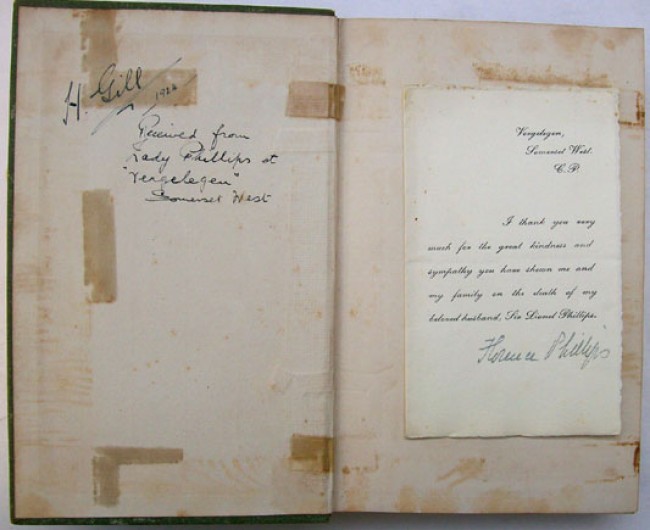 H. Gill
1926
Received from
Lady Phillips at
"Vergelegen"
Somerset West
Vergelegen,
Somerset West.
C.P.
I thank you very
much for the great kindness and
sympathy you have shewn me and
my family on the death of my
beloved husband, Sir Lionel Phillips.
Florence Phillips